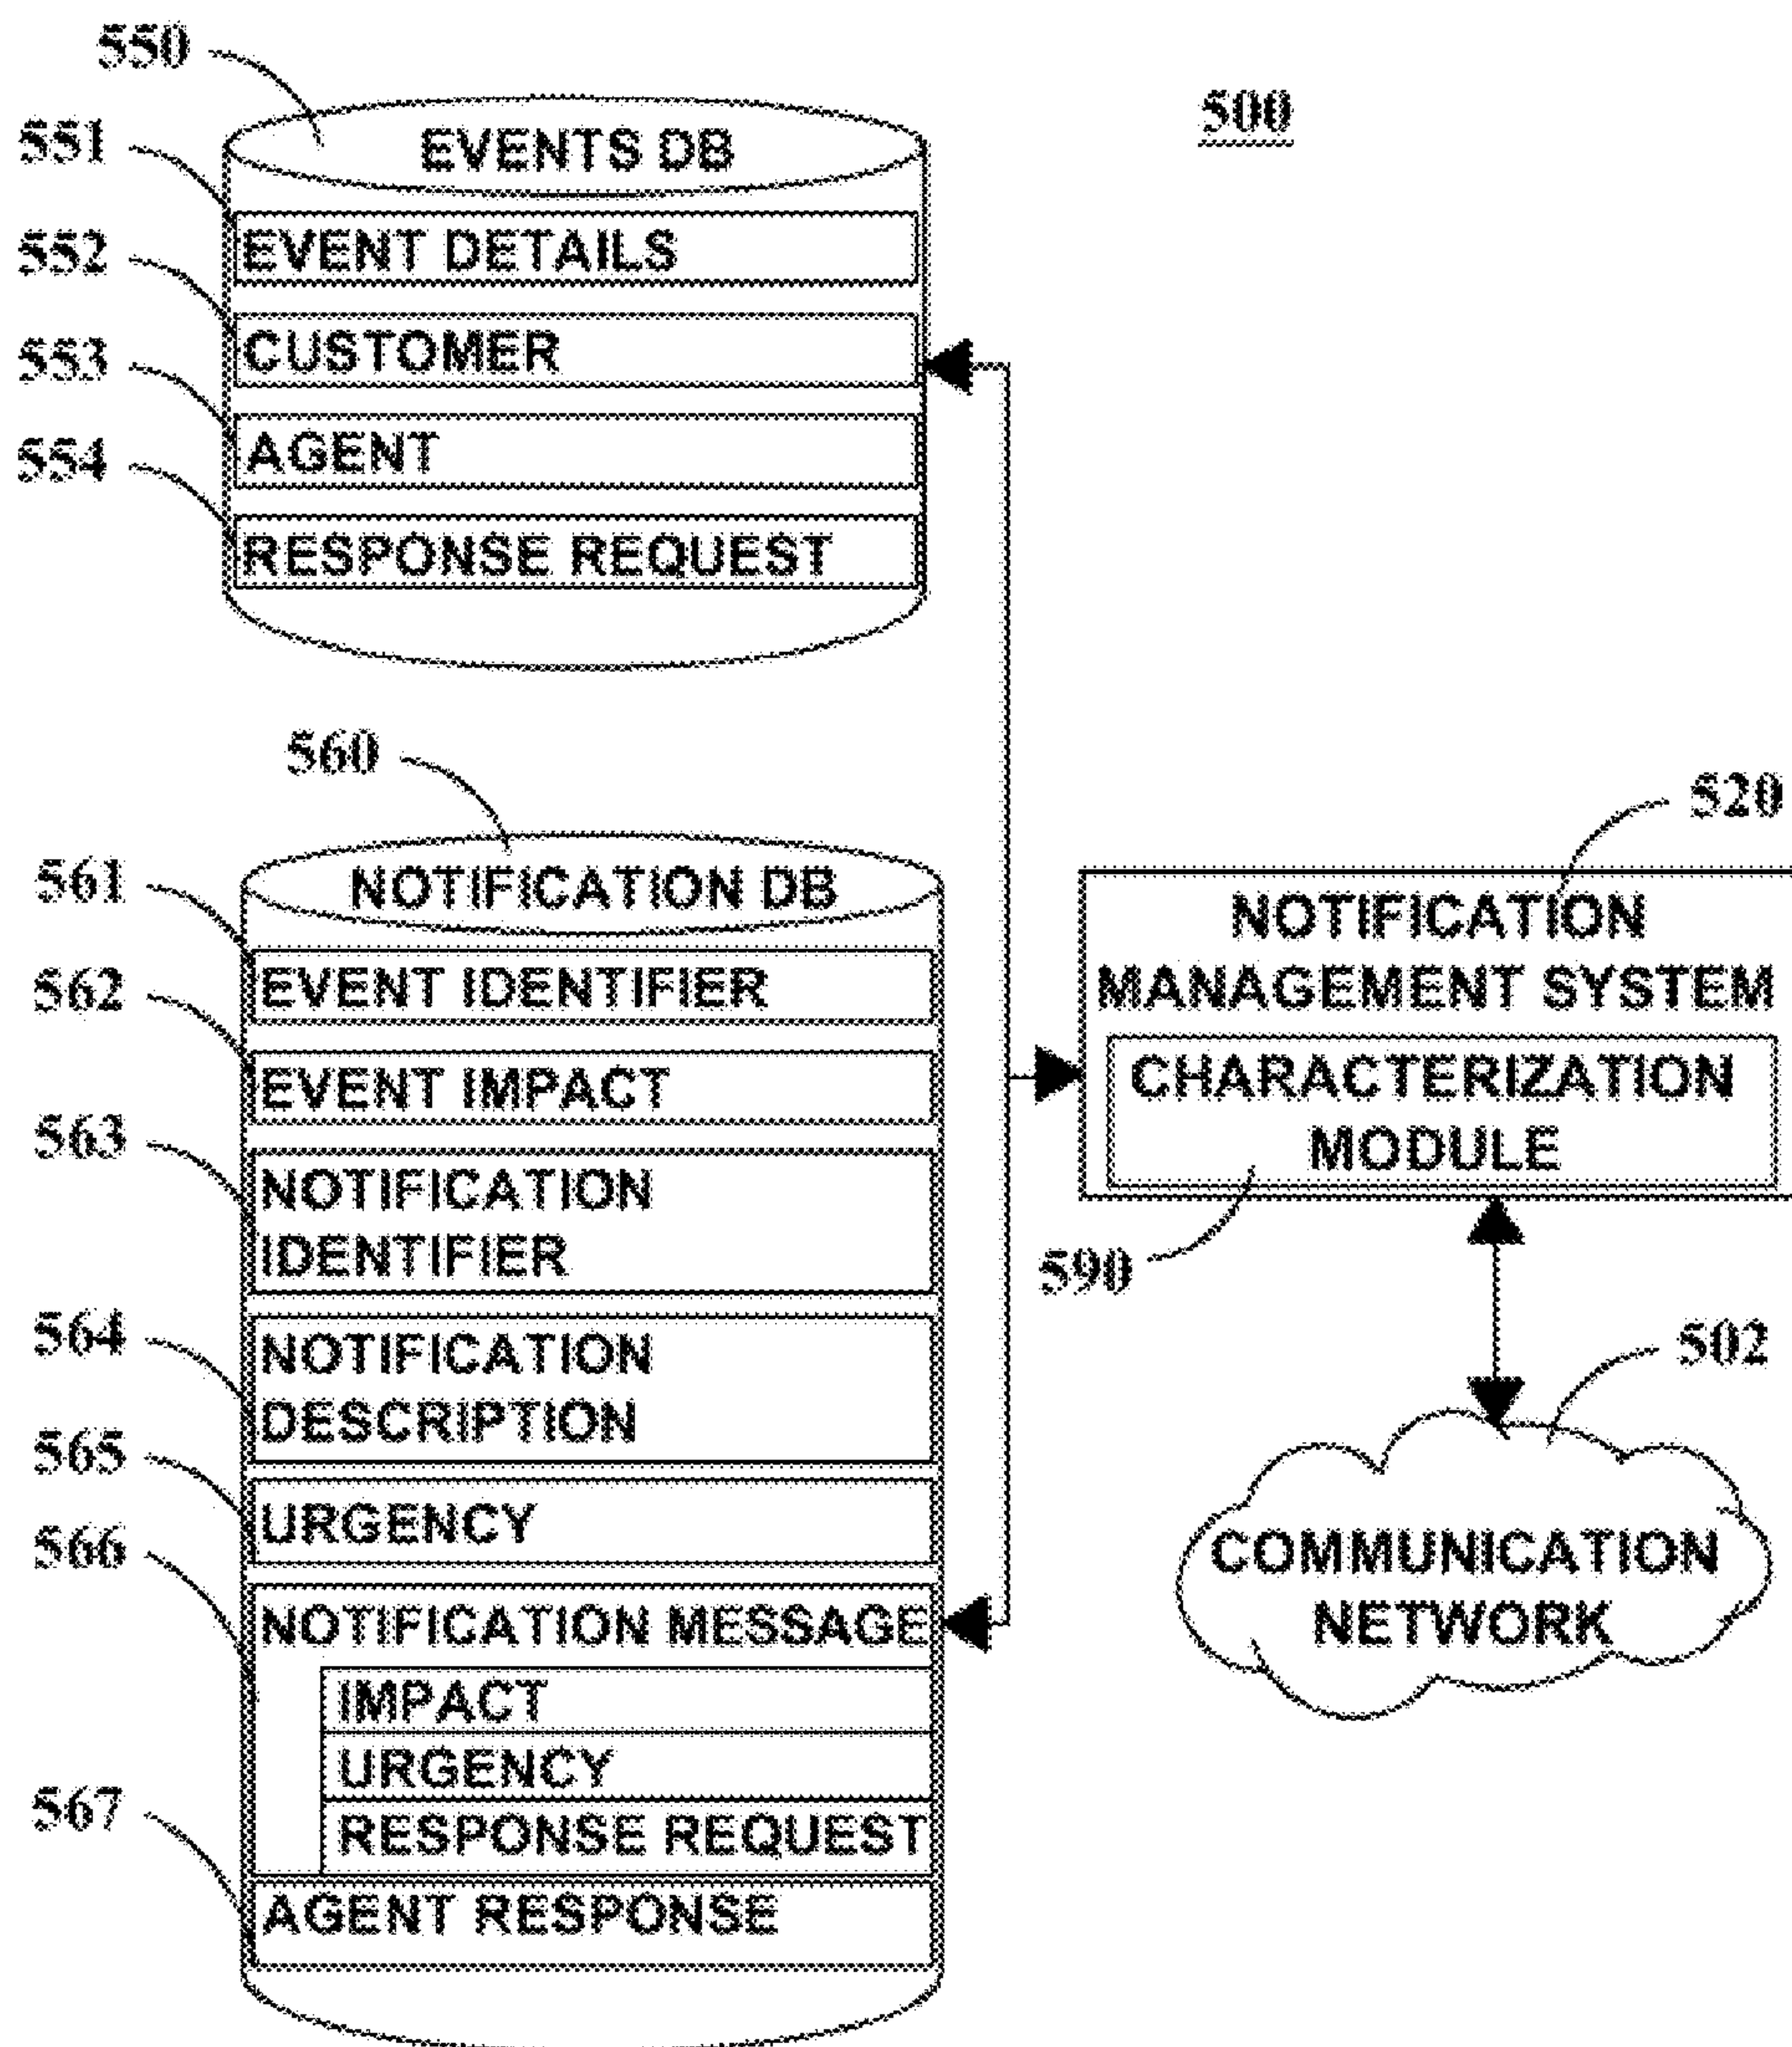 550
500
551
EVENTS DB
552
EVENT DETAILS
553
CUSTOMER
554
AGENT
RESPONSE REQUEST
560
520
561
NOTIFICATION DB
NOTIFICATION
MANAGEMENT SYSTEM
562
EVENT IDENTIFIER
CHARACTERIZATION
MODULE
563
EVENT IMPACT
590
NOTIFICATION
IDENTIFIER
564
NOTIFICATION
DESCRIPTION
502
565
URGENCY
COMMUNICATION
NETWORK
566
NOTIFICATION MESSAGE
IMPACT
URGENCY
RESPONSE REQUEST
567
AGENT RESPONSE